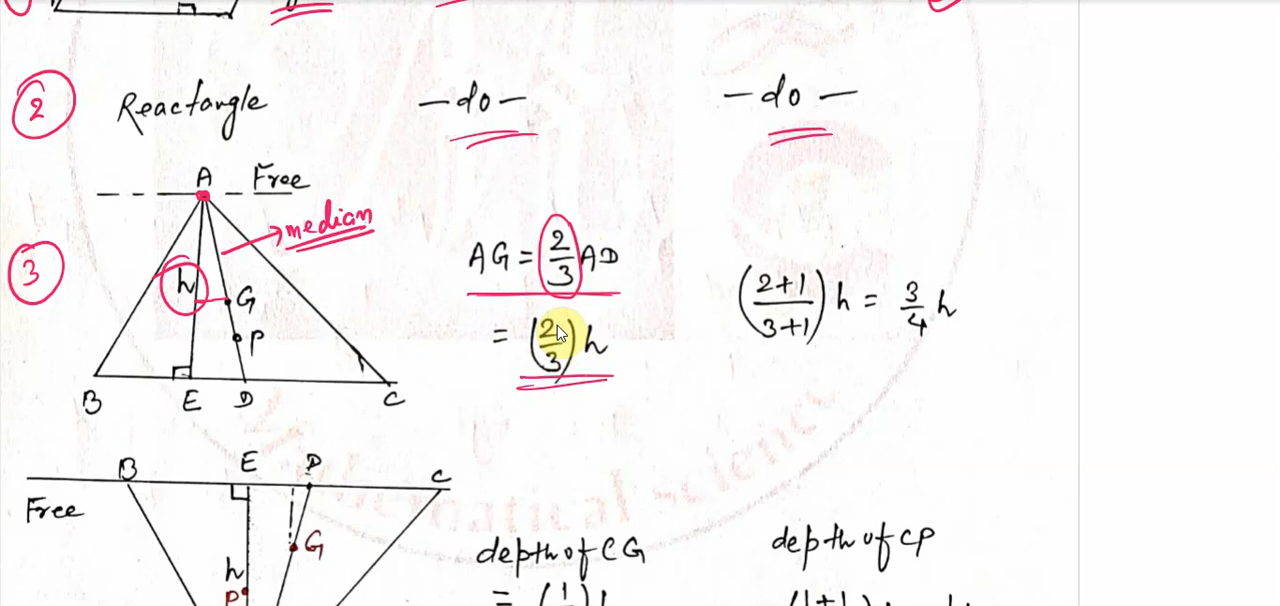 2 Reactangle -do- -do-
A Free
median
3
h G P
B E D C
AG = 2/3 AD
= (2/3) h
(2+1 / 3+1) h = 3/4 h
B E D C
Free
G
h
P
depth of CG
depth of CP